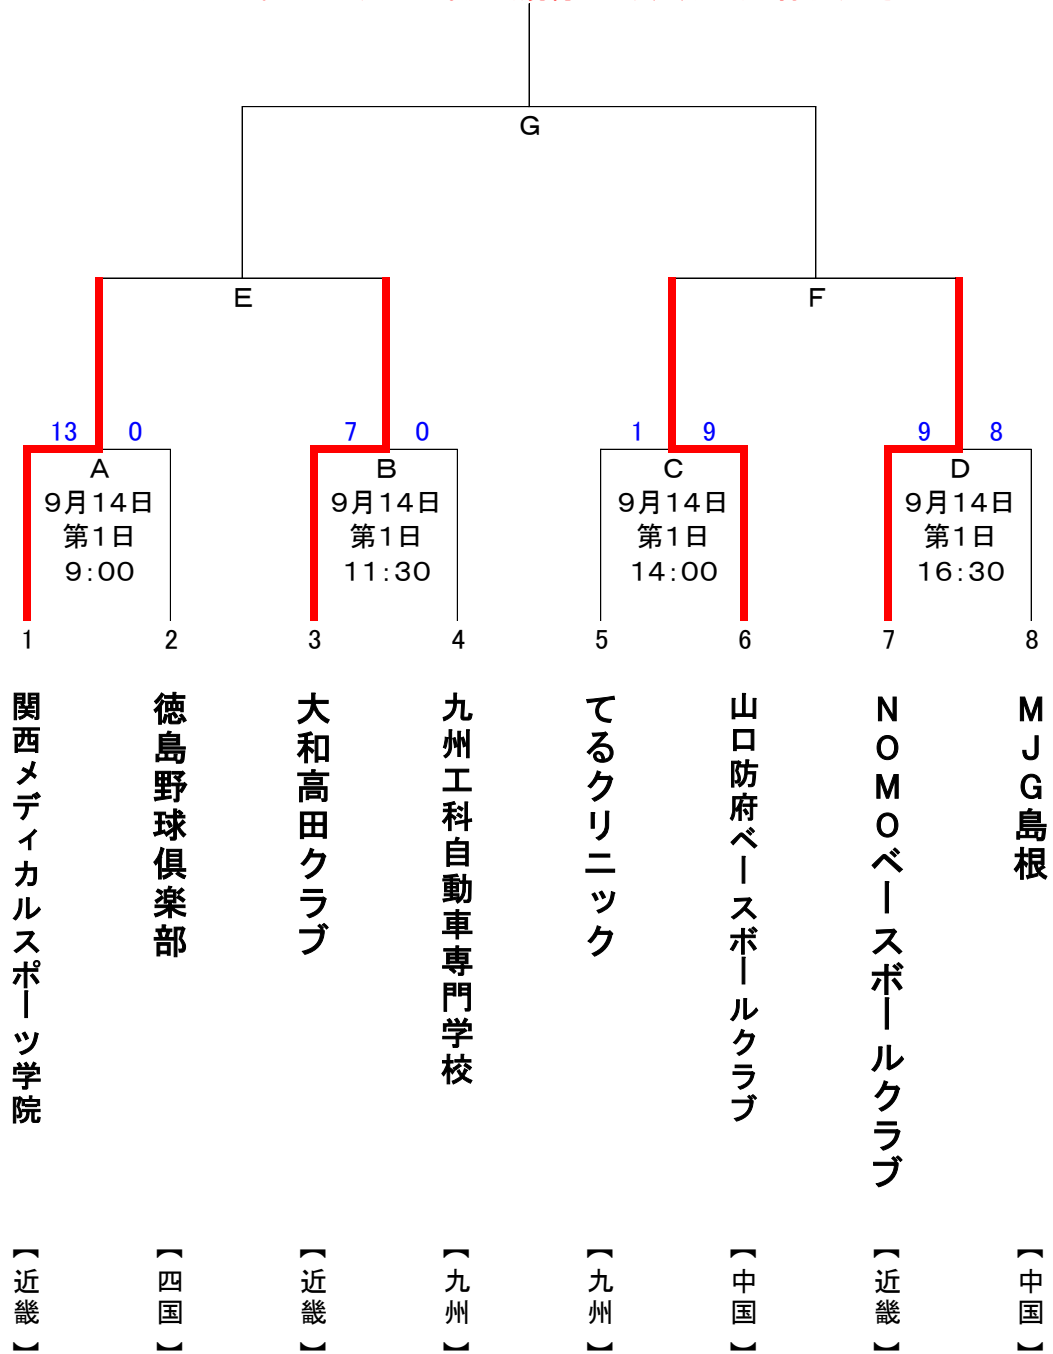 G
E
F
13 0
7 0
1 9
9 8
A
9月14日
第1日
9:00
B
9月14日
第1日
11:30
C
9月14日
第1日
14:00
D
9月14日
第1日
16:30
1
2
3
4
5
6
7
8
関西メディカルスポーツ学院
徳島野球倶楽部
大和高田クラブ
九州工科自動車専門学校
てるクリニック
山口防府ベースボールクラブ
NOMOベースボールクラブ
MJG島根
【近畿】
【四国】
【近畿】
【九州】
【九州】
【中国】
【近畿】
【中国】